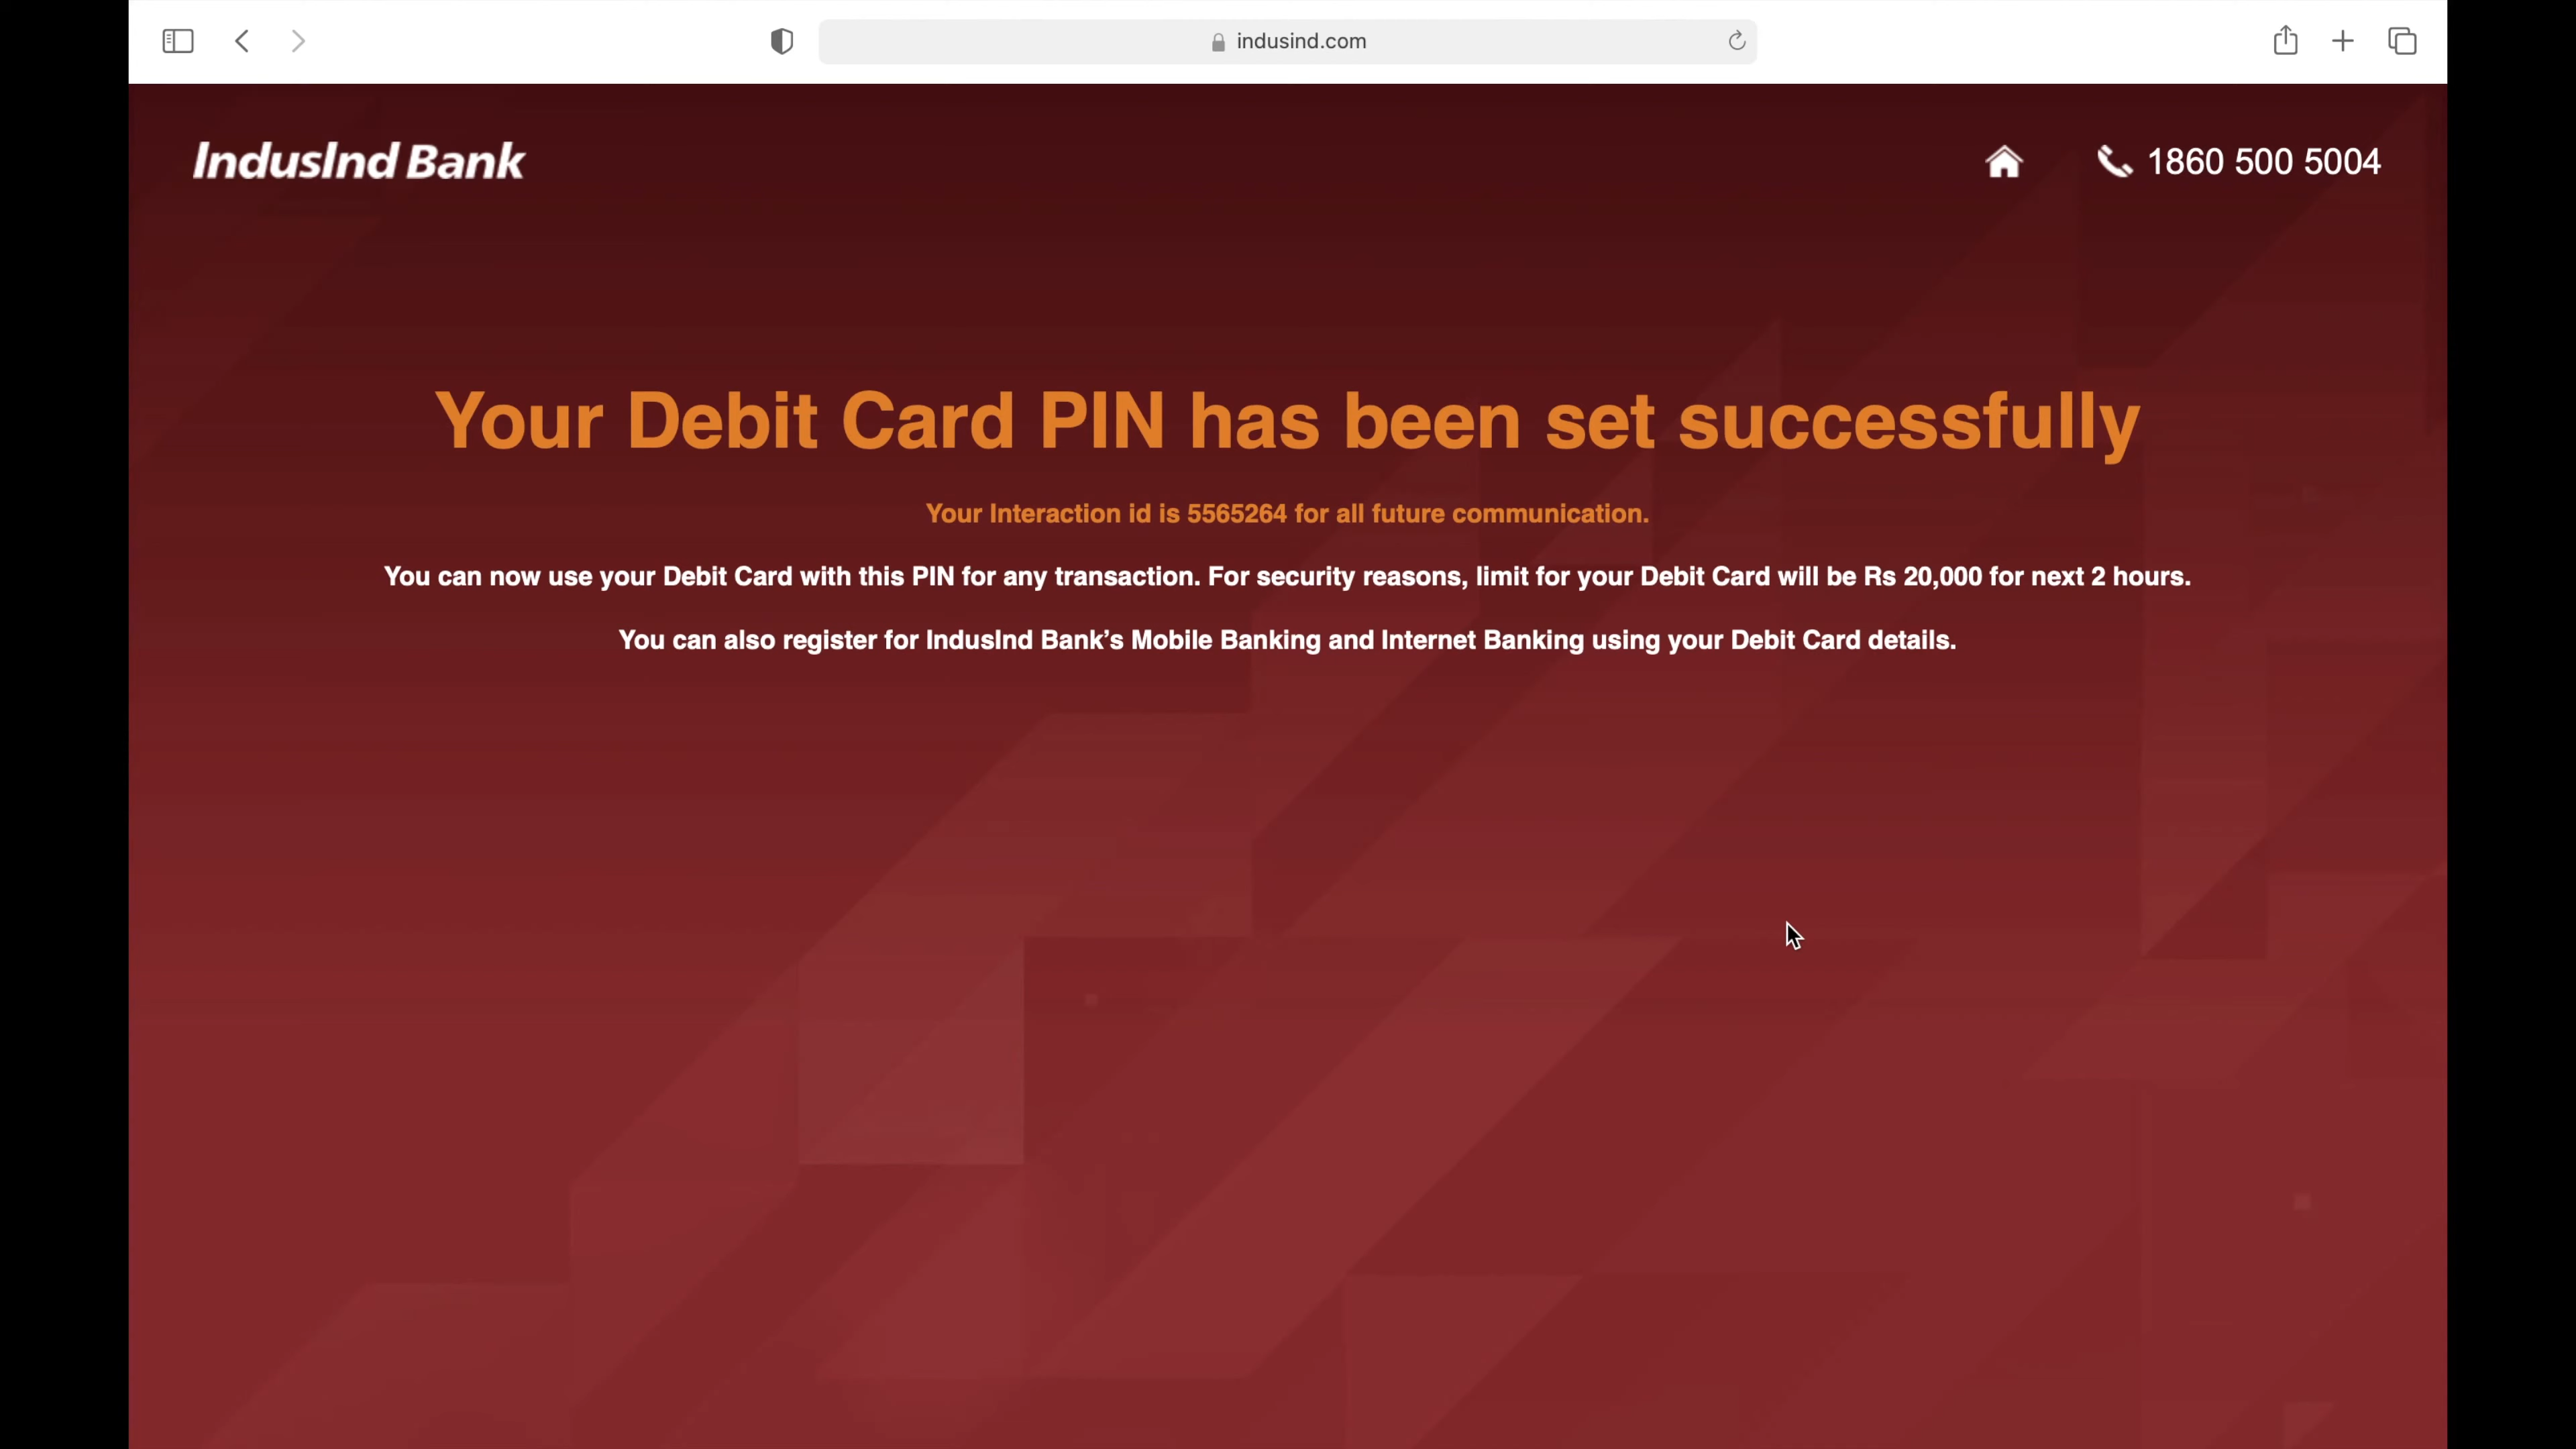 indusind.com
IndusInd Bank
1860 500 5004
Your Debit Card PIN has been set successfully
Your Interaction id is 5565264 for all future communication.
You can now use your Debit Card with this PIN for any transaction. For security reasons, limit for your Debit Card will be Rs 20,000 for next 2 hours.
You can also register for IndusInd Bank’s Mobile Banking and Internet Banking using your Debit Card details.